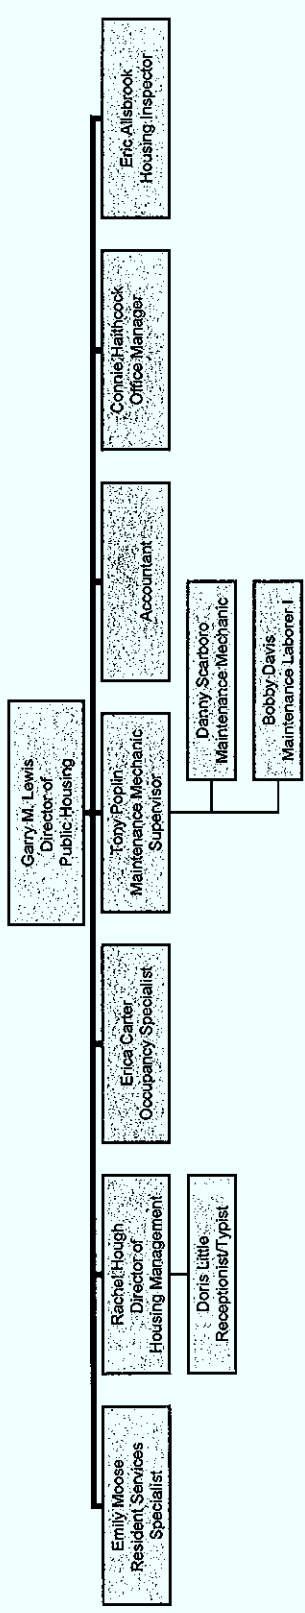 Garry M. Lewis
Director of
Public Housing
Emily Moose
Resident Services
Specialist
Rachel Hough
Director of
Housing Management
Erica Carter
Occupancy Specialist
Tony Poplin
Maintenance Mechanic
Supervisor
Accountant
Connie Haithcock
Office Manager
Eric Allsbrook
Housing Inspector
Doris Little
Receptionist/Typist
Danny Scarboro
Maintenance Mechanic
Bobby Davis
Maintenance Laborer I